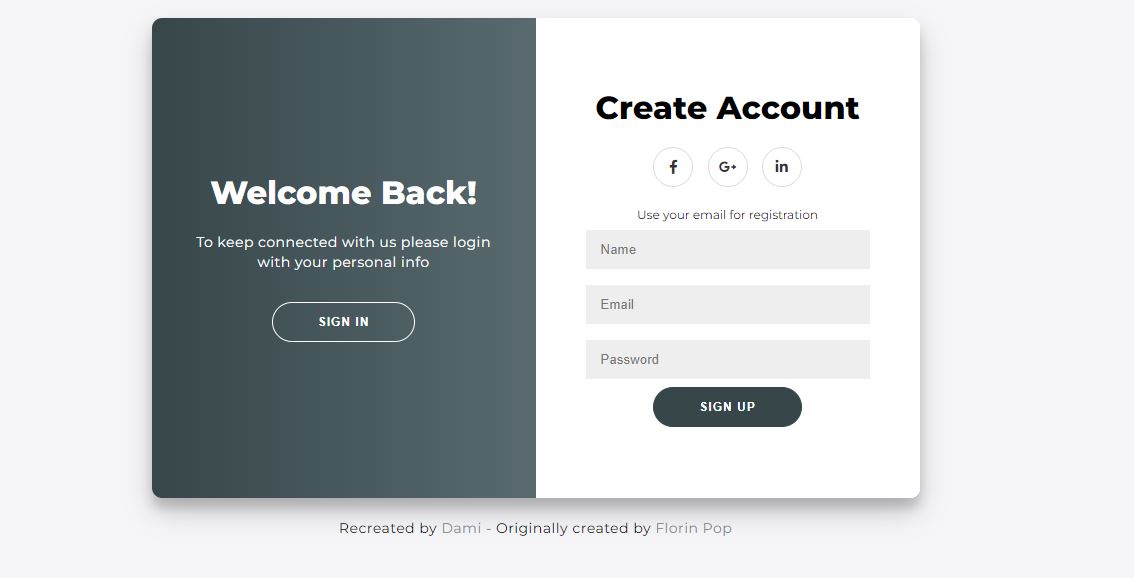 Welcome Back!
To keep connected with us please login
with your personal info
SIGN IN
Create Account
f
G+
in
Use your email for registration
Name
Email
Password
SIGN UP
Recreated by Dami - Originally created by Florin Pop